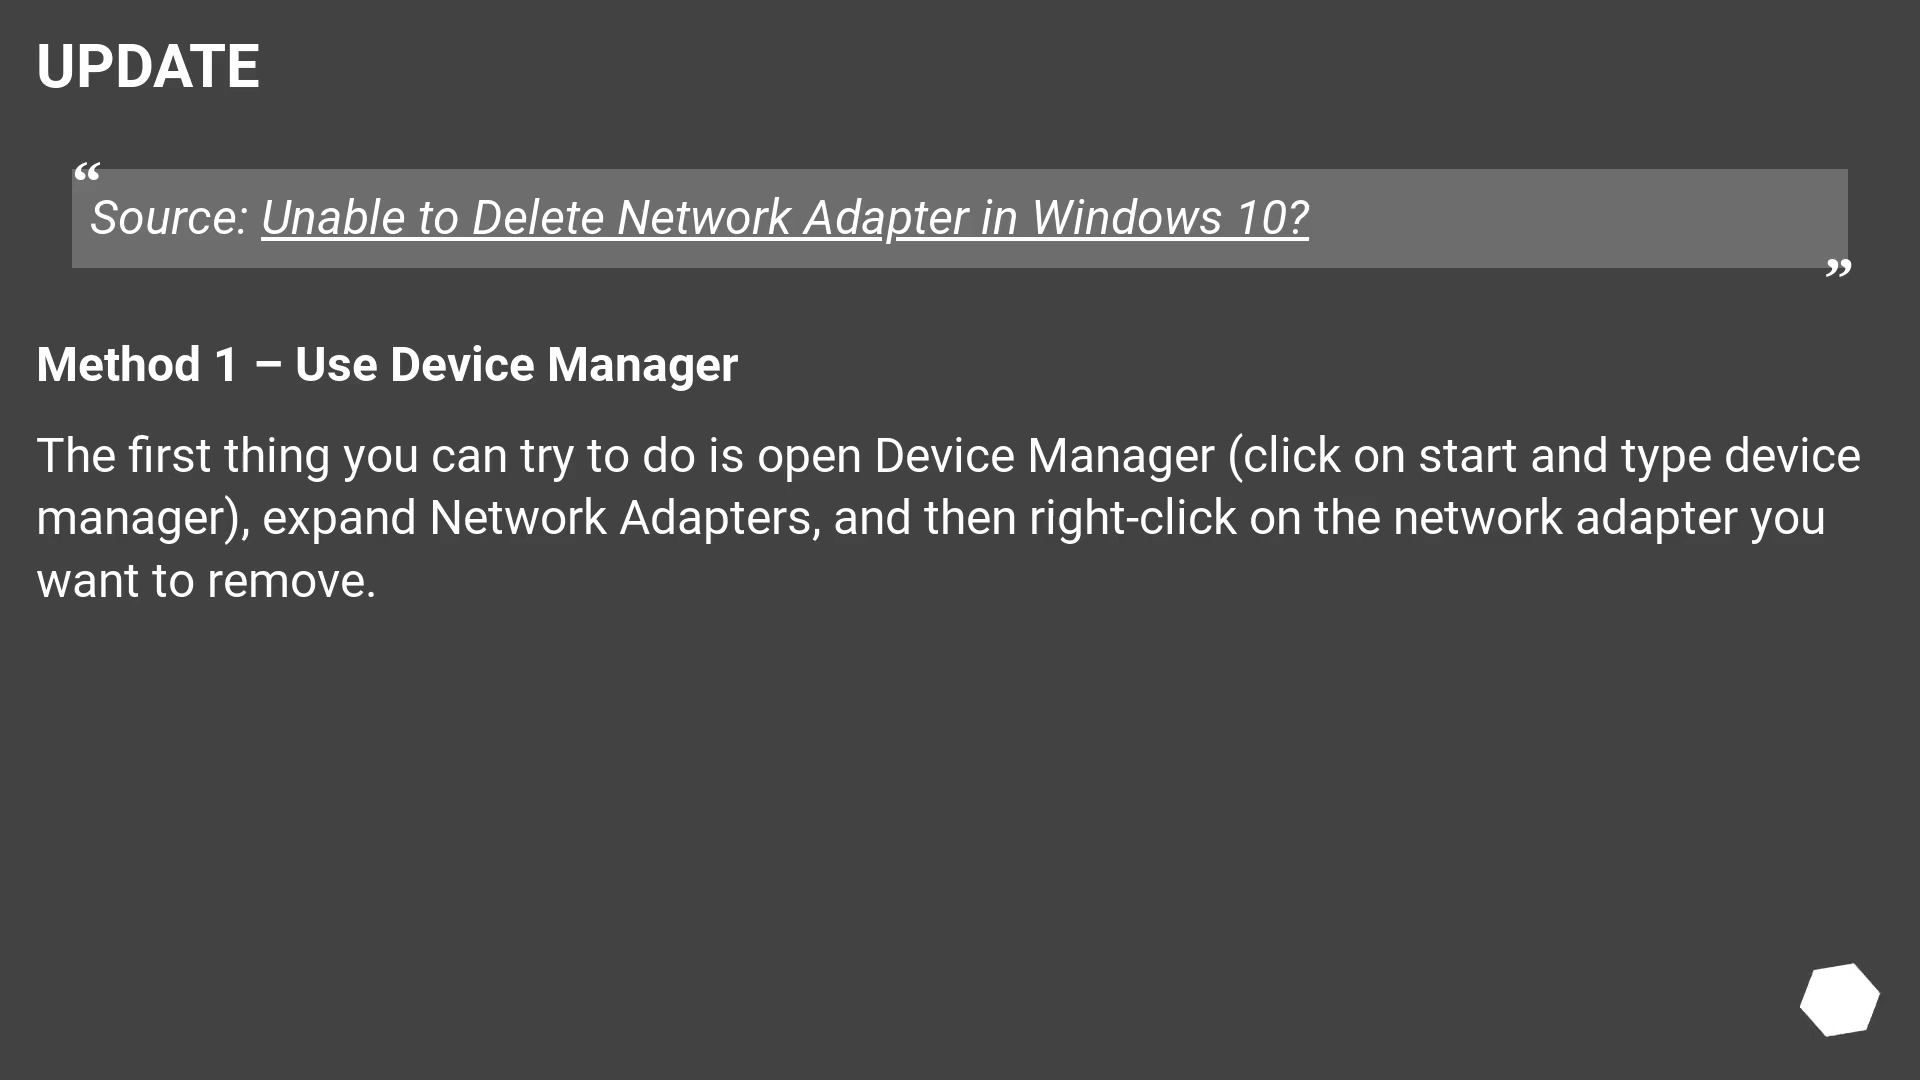 UPDATE
“
Source: Unable to Delete Network Adapter in Windows 10?
”
Method 1 – Use Device Manager
The first thing you can try to do is open Device Manager (click on start and type device
manager), expand Network Adapters, and then right-click on the network adapter you
want to remove.